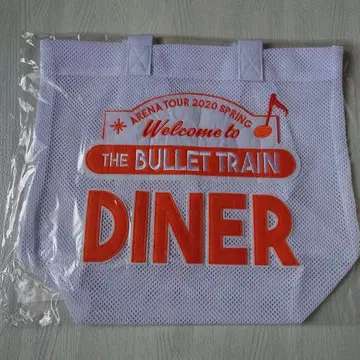 ARENA TOUR 2020 SPRING
Welcome to
THE BULLET TRAIN
DINER